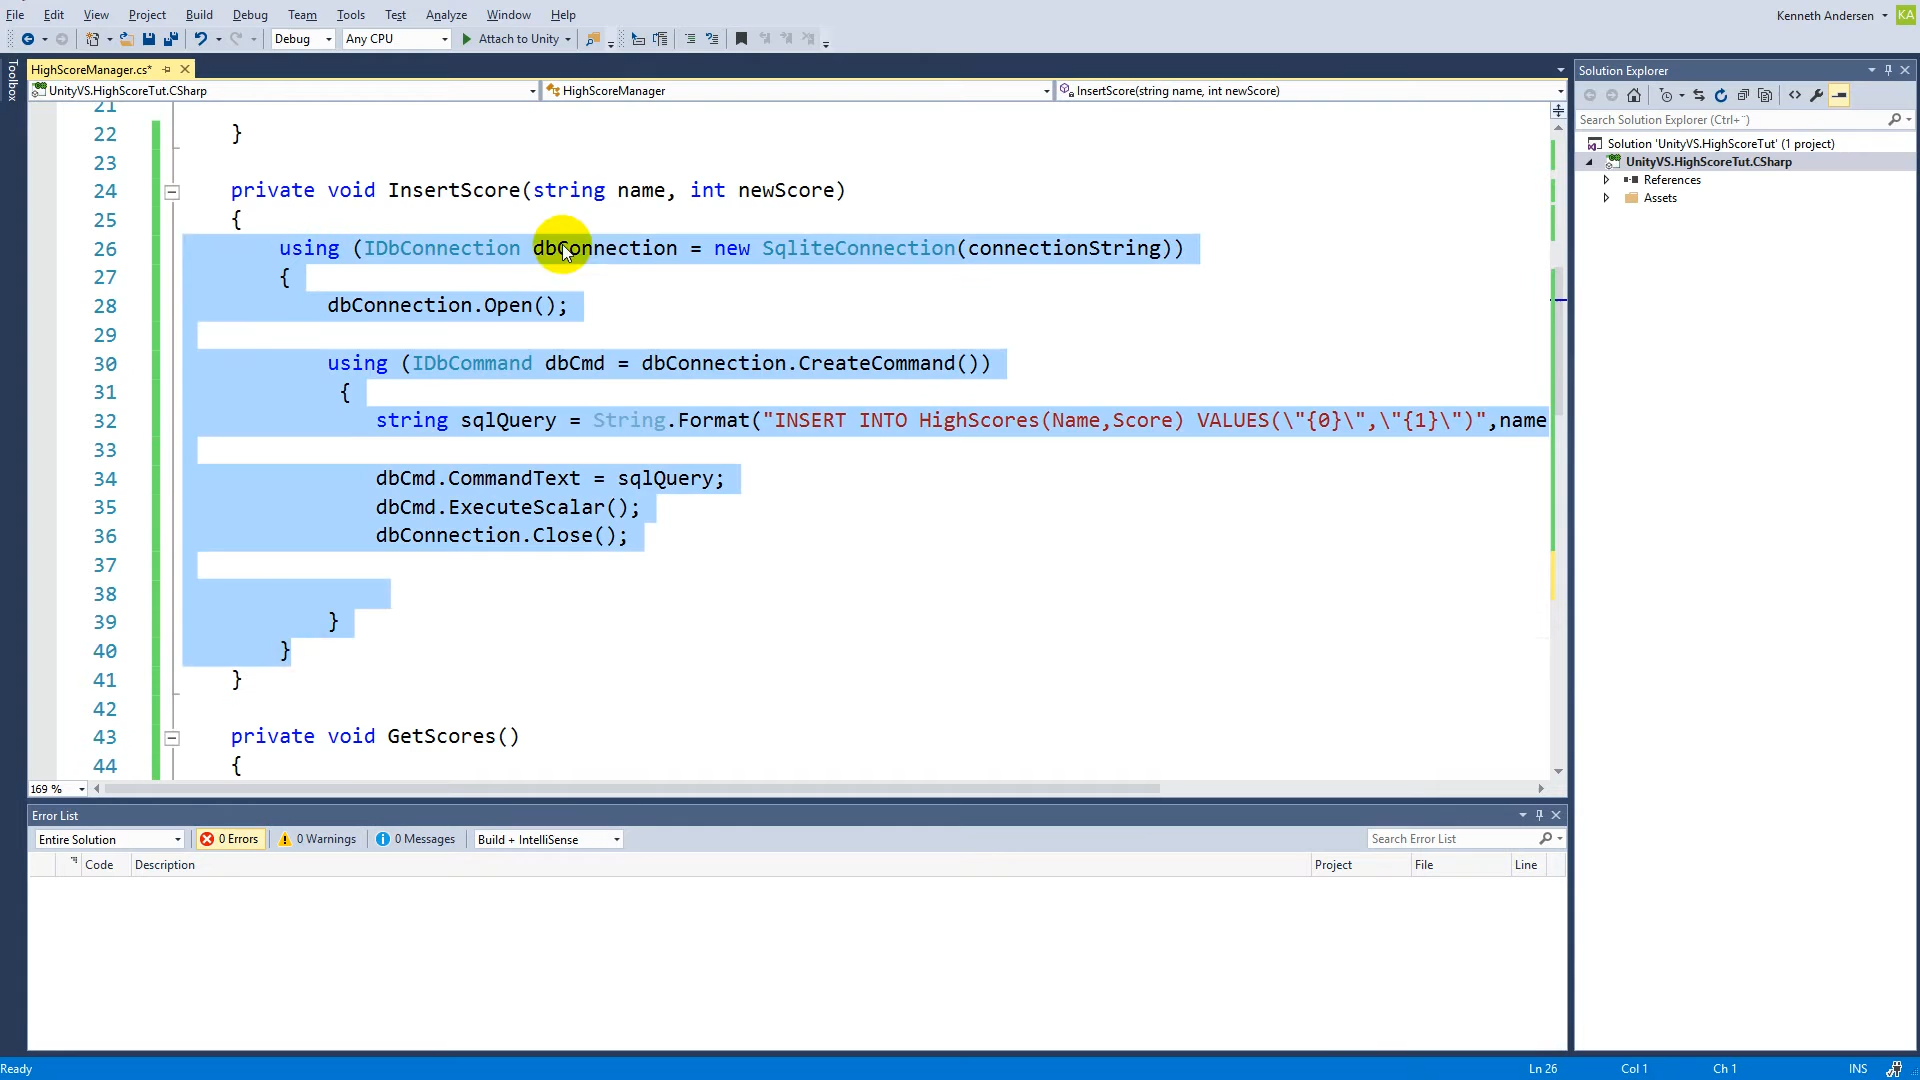 File Edit View Project Build Debug Team Tools Test Analyze Window Help Kenneth Andersen KA
Debug Any CPU Attach to Unity
Toolbox
HighScoreManager.cs* Solution Explorer
UnityVS.HighScoreTut.CSharp HighScoreManager InsertScore(string name, int newScore)
Search Solution Explorer (Ctrl+¨)
Solution 'UnityVS.HighScoreTut' (1 project)
UnityVS.HighScoreTut.CSharp
References
Assets
21
22 }
23
24 private void InsertScore(string name, int newScore)
25 {
26 using (IDbConnection dbConnection = new SqliteConnection(connectionString))
27 {
28 dbConnection.Open();
29
30 using (IDbCommand dbCmd = dbConnection.CreateCommand())
31 {
32 string sqlQuery = String.Format("INSERT INTO HighScores(Name,Score) VALUES(\"{0}\",\"{1}\")",name
33
34 dbCmd.CommandText = sqlQuery;
35 dbCmd.ExecuteScalar();
36 dbConnection.Close();
37
38
39 }
40 }
41 }
42
43 private void GetScores()
44 {
169 %
Error List
Entire Solution 0 Errors 0 Warnings 0 Messages Build + IntelliSense Search Error List
Code Description Project File Line
Ready Ln 26 Col 1 Ch 1 INS